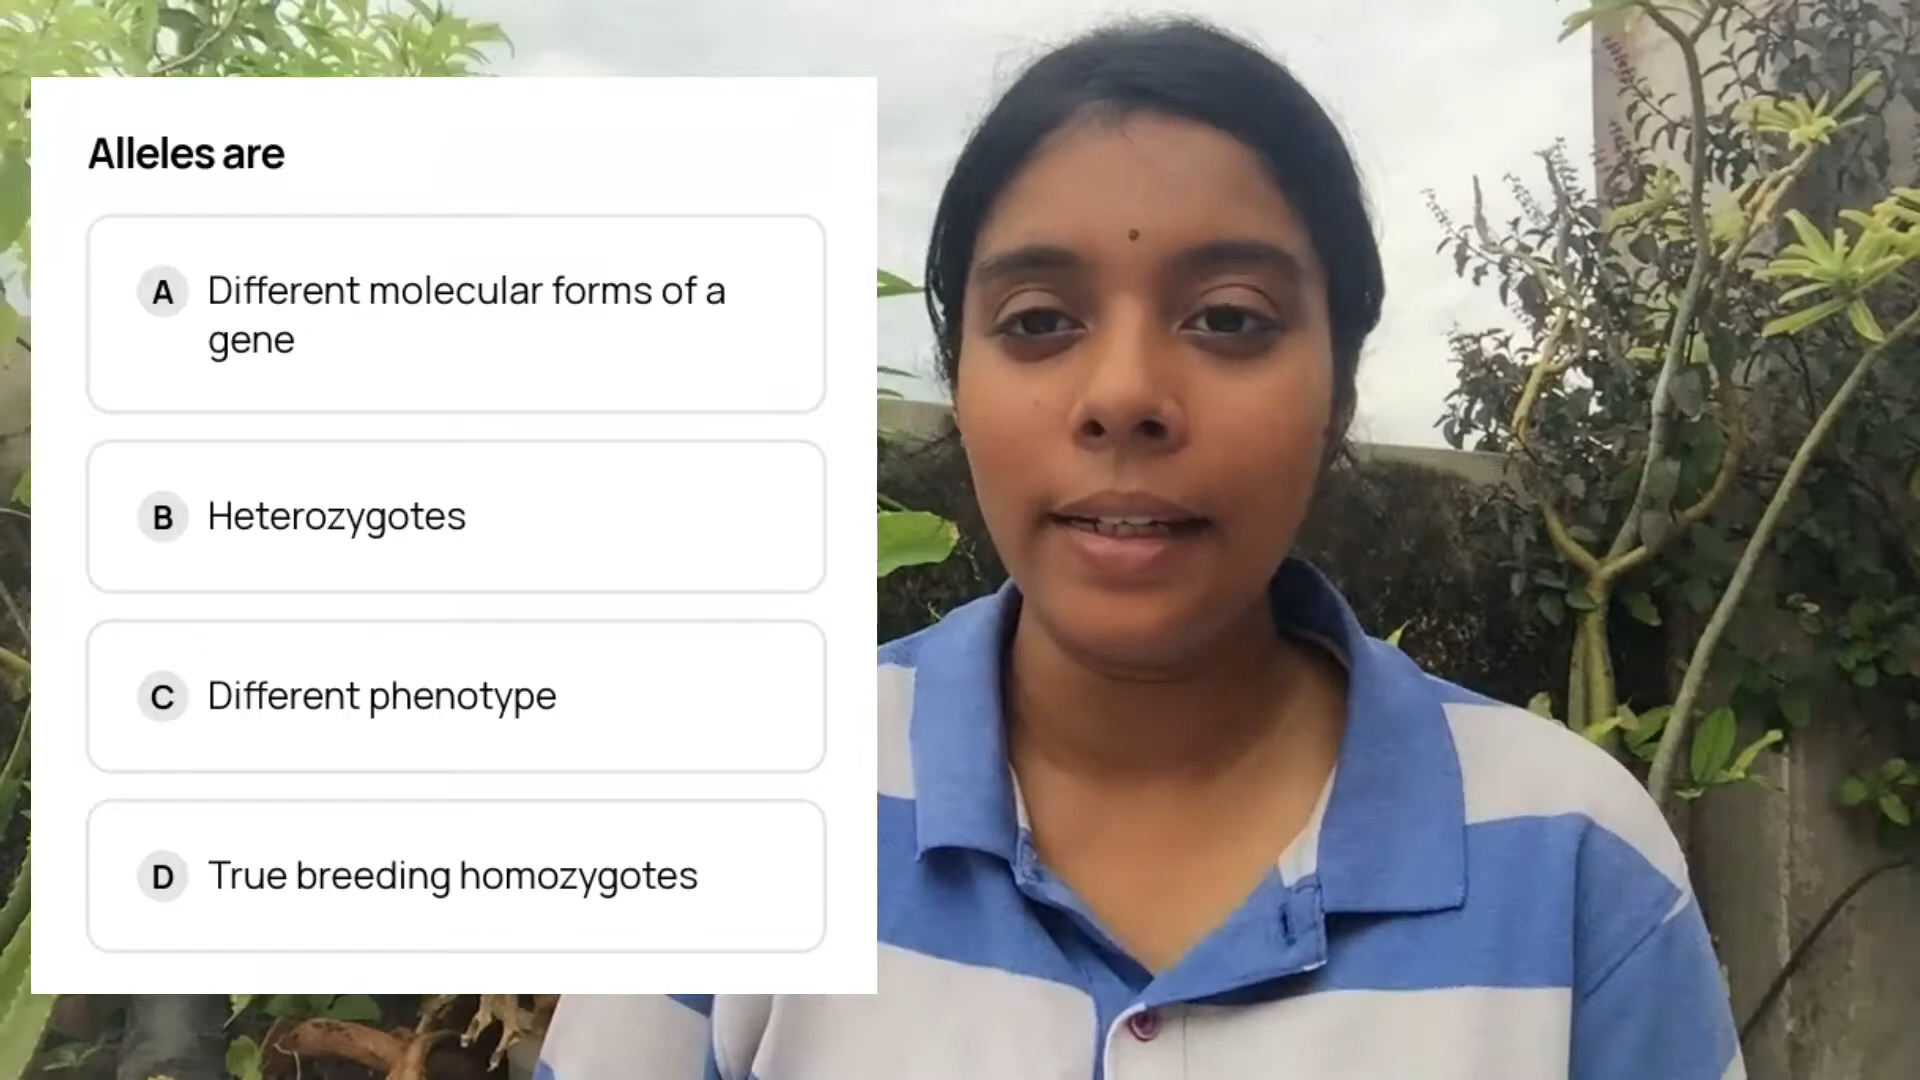 Alleles are
A Different molecular forms of a
gene
B Heterozygotes
C Different phenotype
D True breeding homozygotes